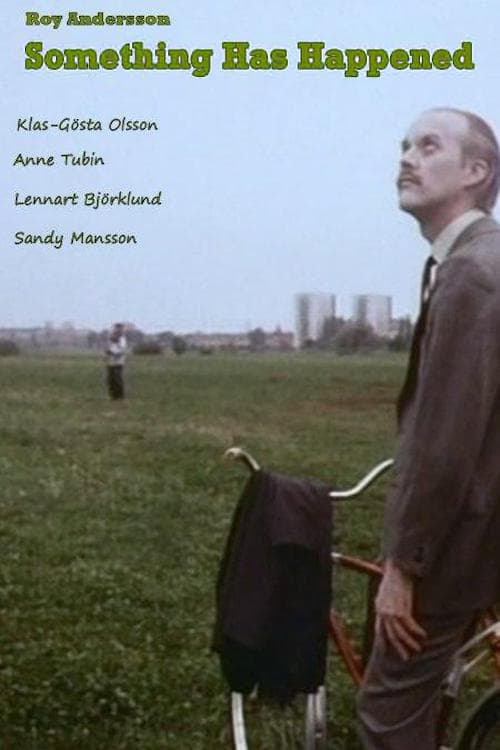 Roy Andersson
Something Has Happened
Klas-Gösta Olsson
Anne Tubin
Lennart Björklund
Sandy Mansson